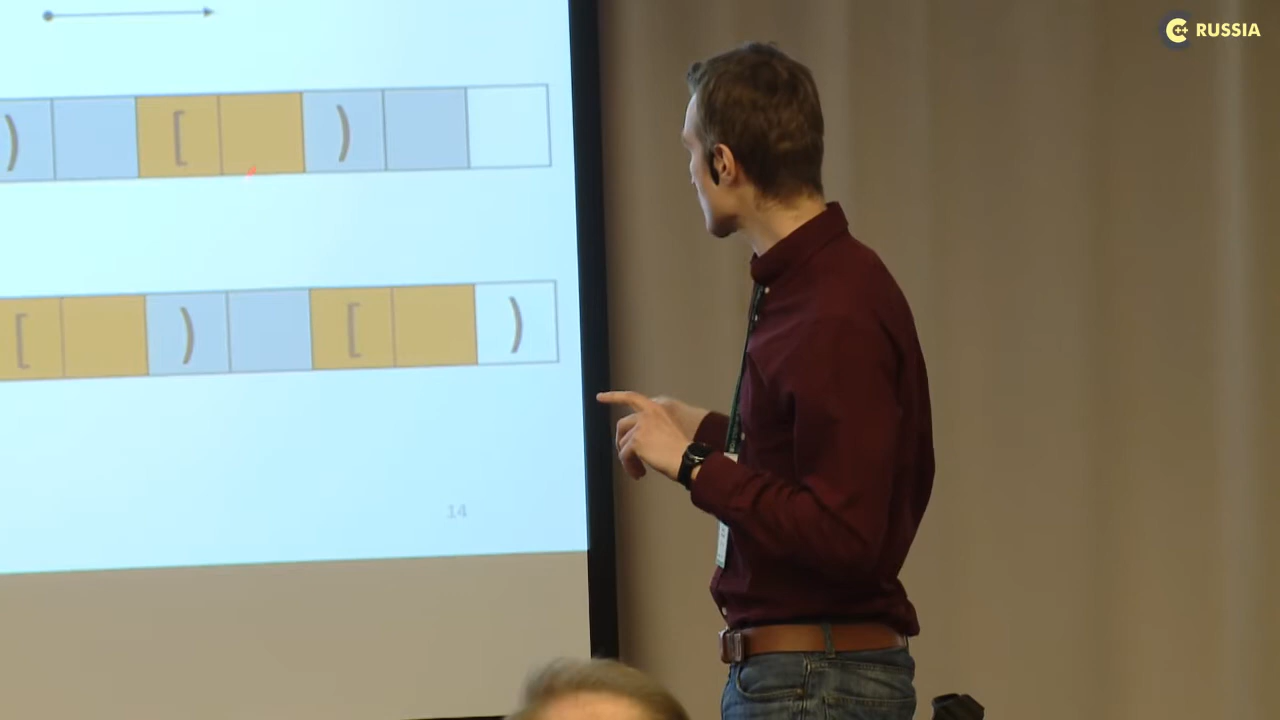 C++ RUSSIA
) [ )
[ ) [ )
14